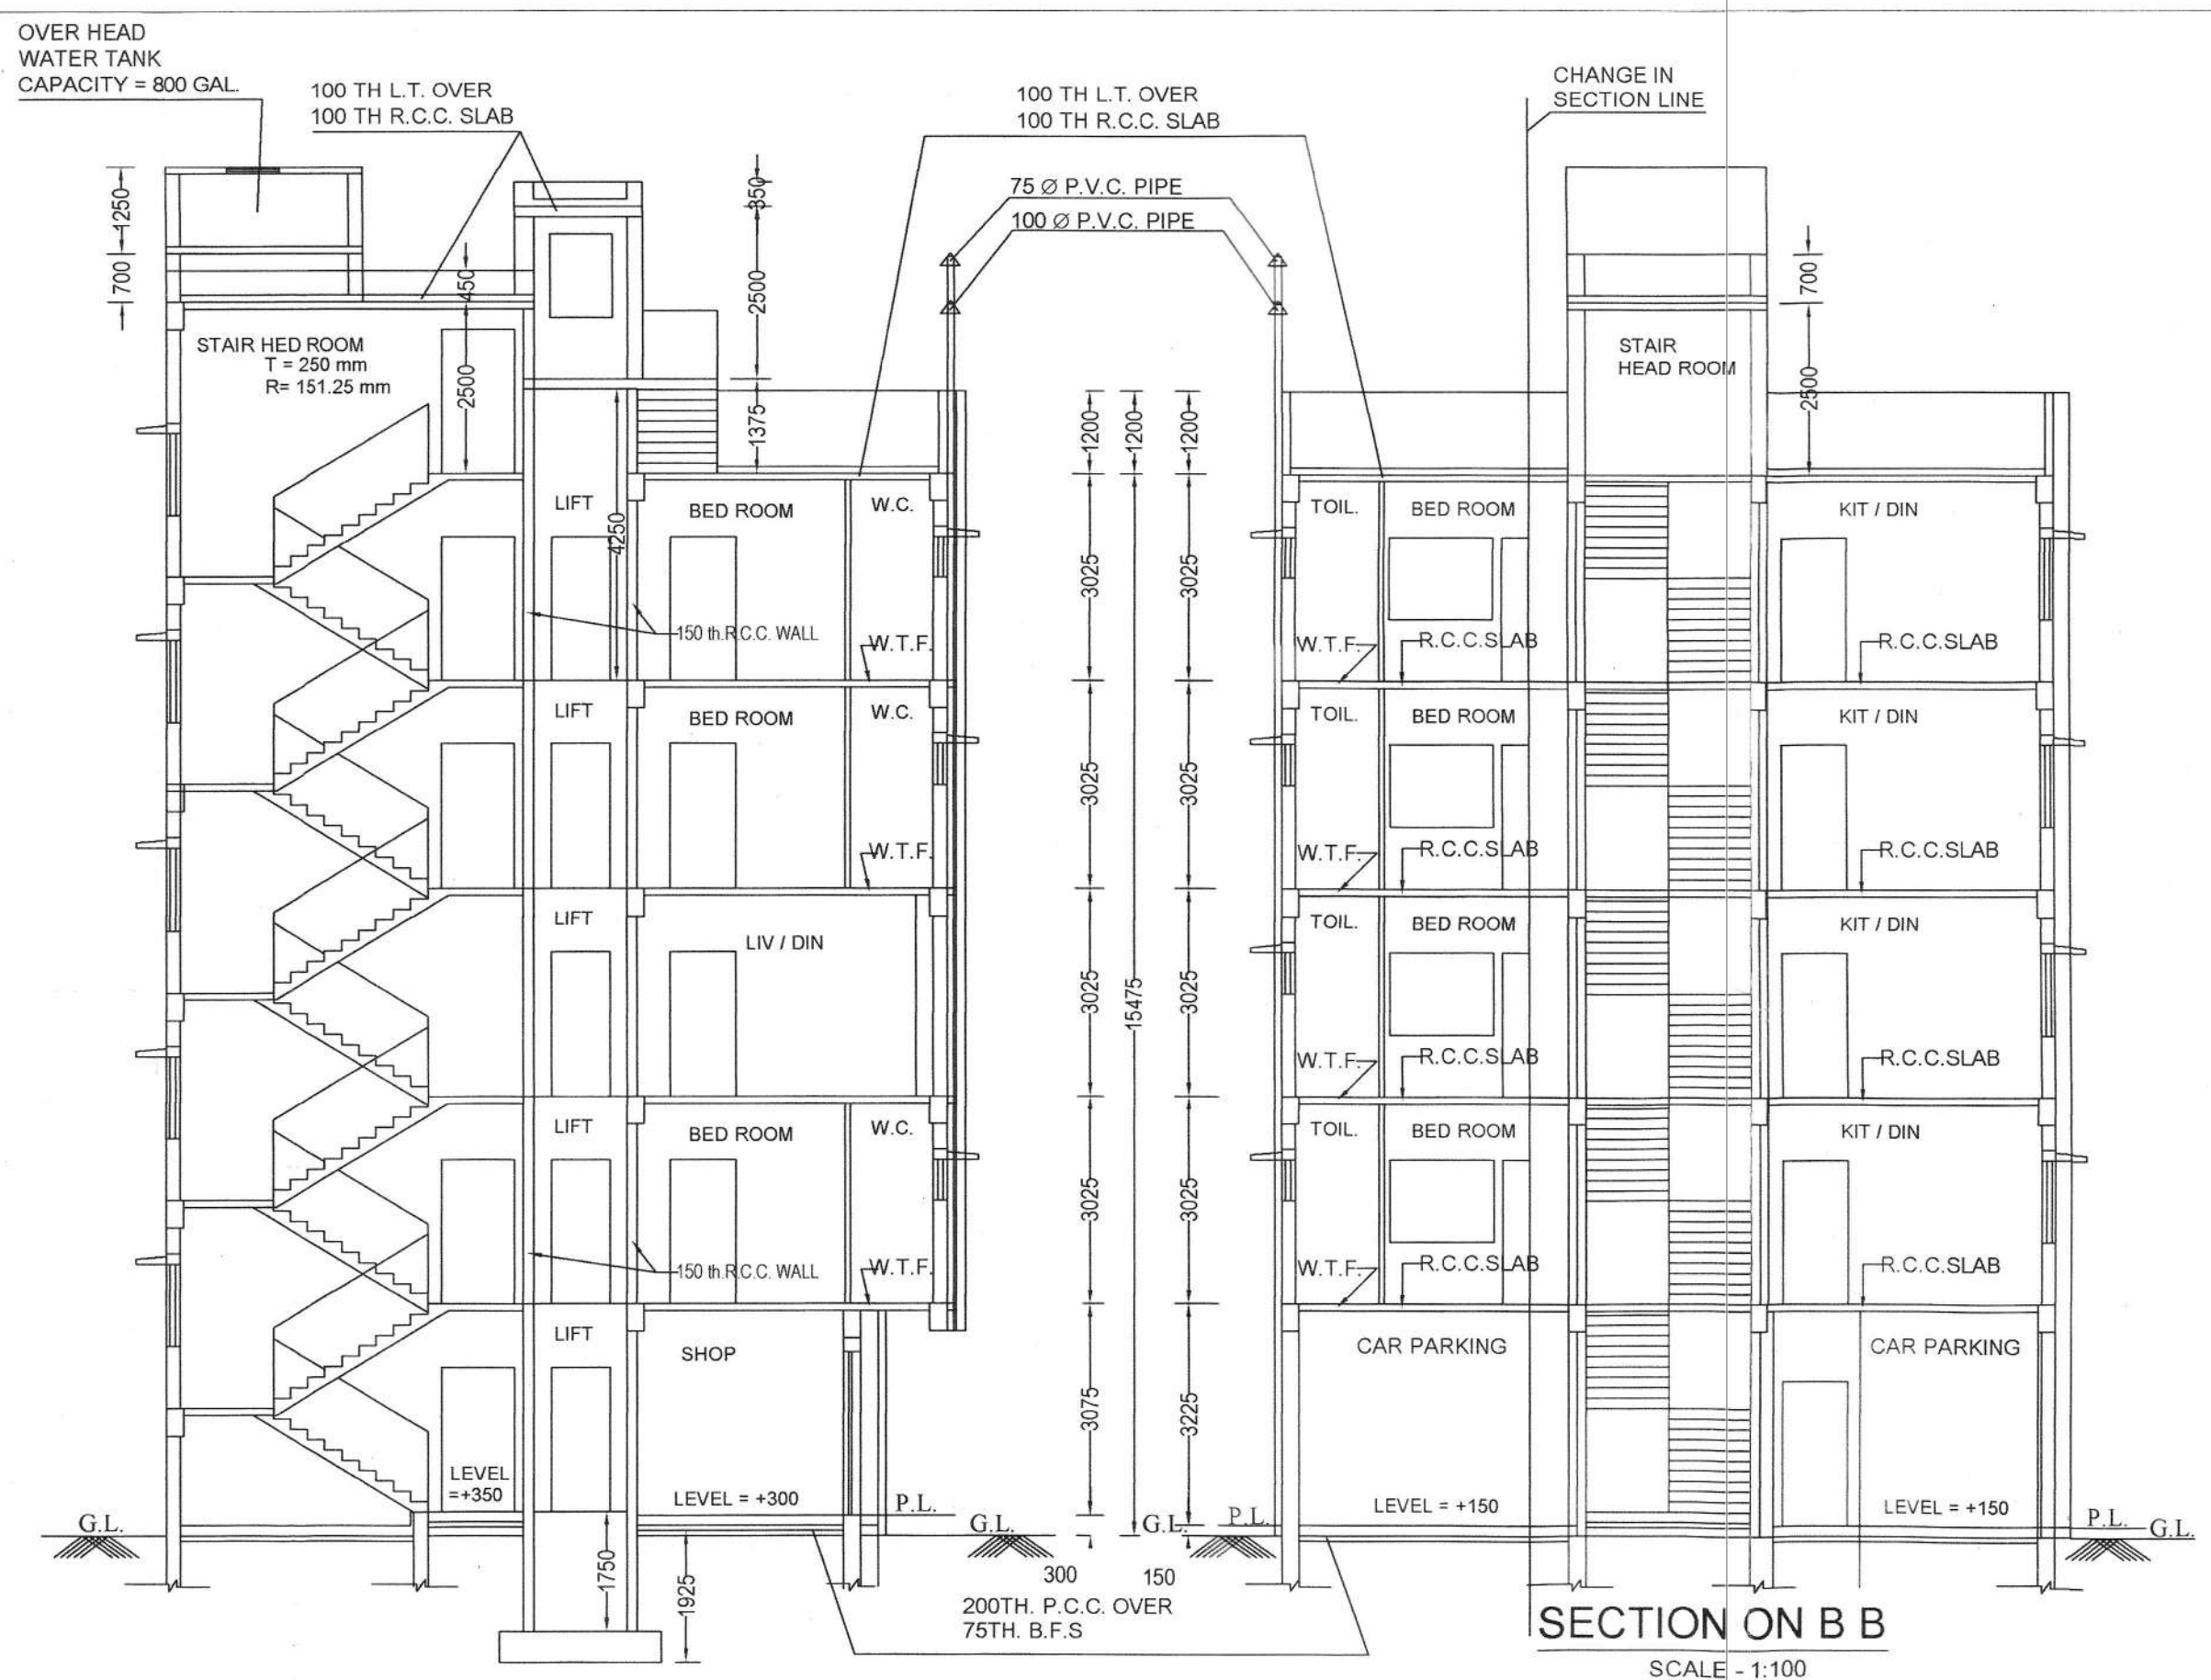 OVER HEAD
WATER TANK
CAPACITY = 800 GAL.
100 TH L.T. OVER
100 TH R.C.C. SLAB
100 TH L.T. OVER
100 TH R.C.C. SLAB
CHANGE IN
SECTION LINE
75 Ø P.V.C. PIPE
100 Ø P.V.C. PIPE
1250
700
450
350
2500
1375
2500
700
2500
STAIR HED ROOM
T = 250 mm
R= 151.25 mm
STAIR
HEAD ROOM
1200
1200
1200
LIFT
4250
BED ROOM
W.C.
3025
3025
TOIL.
BED ROOM
KIT / DIN
150 th.R.C.C. WALL
W.T.F.
W.T.F.
R.C.C.SLAB
R.C.C.SLAB
LIFT
BED ROOM
W.C.
3025
3025
TOIL.
BED ROOM
KIT / DIN
W.T.F.
W.T.F.
R.C.C.SLAB
R.C.C.SLAB
LIFT
LIV / DIN
3025
15475
3025
TOIL.
BED ROOM
KIT / DIN
W.T.F.
R.C.C.SLAB
R.C.C.SLAB
LIFT
BED ROOM
W.C.
3025
3025
TOIL.
BED ROOM
KIT / DIN
150 th.R.C.C. WALL
W.T.F.
W.T.F.
R.C.C.SLAB
R.C.C.SLAB
LIFT
SHOP
3075
3225
CAR PARKING
CAR PARKING
LEVEL
=+350
LEVEL = +300
P.L.
LEVEL = +150
LEVEL = +150
G.L.
G.L.
G.L.
P.L.
P.L.
G.L.
1750
1925
300
150
200TH. P.C.C. OVER
75TH. B.F.S
SECTION ON B B
SCALE - 1:100